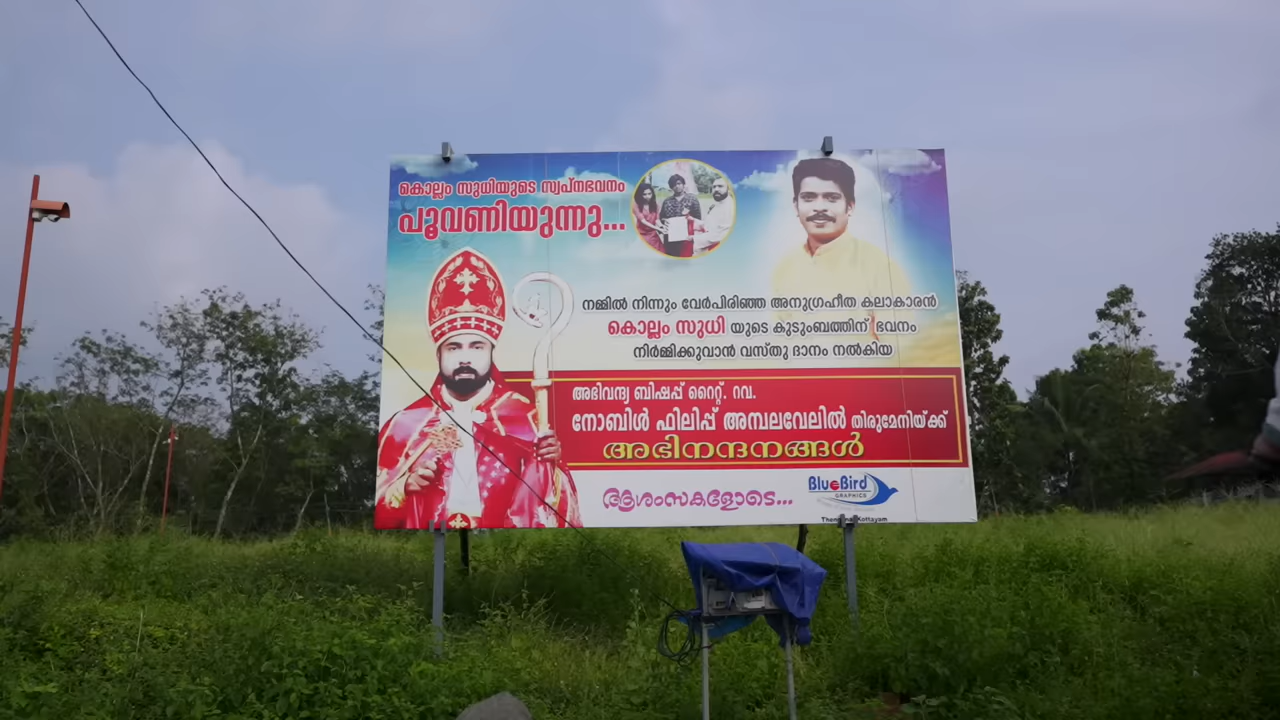 കൊല്ലം സുധിയുടെ സ്വപ്നഭവനം
പൂവണിയുന്നു...
നമ്മിൽ നിന്നും വേർപിരിഞ്ഞ അനുഗ്രഹീത കലാകാരൻ
കൊല്ലം സുധി യുടെ കുടുംബത്തിന് ഭവനം
നിർമ്മിക്കുവാൻ വസ്തു ദാനം നൽകിയ
അഭിവന്ദ്യ ബിഷപ്പ് റൈറ്റ്. റവ.
നോബിൾ ഫിലിപ്പ് അമ്പലവേലിൽ തിരുമേനിയ്ക്ക്
അഭിനന്ദനങ്ങൾ
ആശംസകളോടെ...
BlueBird
GRAPHICS
Kottayam